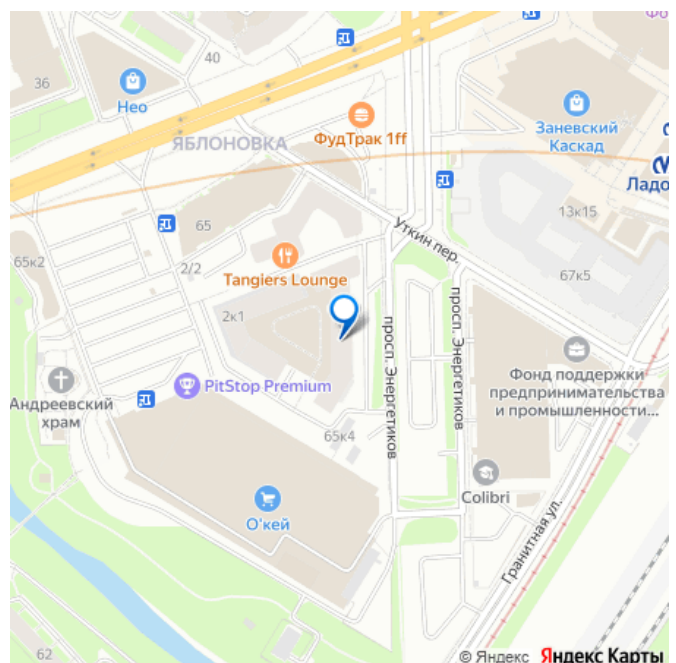 Фо
40
36
Нео
ФудТрак 1ff
ЯБЛОНОВКА
Заневский
Каскад
Ладо
13к15
65
Уткин пер.
65к2
2/2
Tangiers Lounge
67к5
2к1
просп. Энергетиков
просп. Энергетиков
Фонд поддержки
предпринимательства
и промышленности...
PitStop Premium
Андреевский
храм
65к4
Colibri
О'кей
Гранитная ул.
62
© Яндекс Яндекс Карты